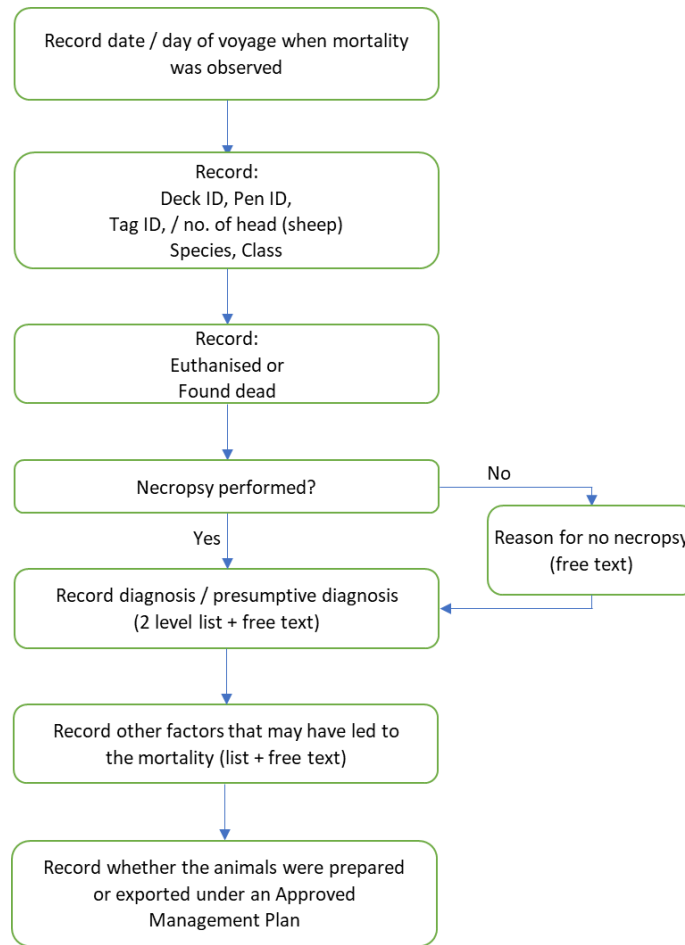 Record date / day of voyage when mortality
was observed
Record:
Deck ID, Pen ID,
Tag ID, / no. of head (sheep)
Species, Class
Record:
Euthanised or
Found dead
Necropsy performed?
No
Yes
Reason for no necropsy
(free text)
Record diagnosis / presumptive diagnosis
(2 level list + free text)
Record other factors that may have led to
the mortality (list + free text)
Record whether the animals were prepared
or exported under an Approved
Management Plan